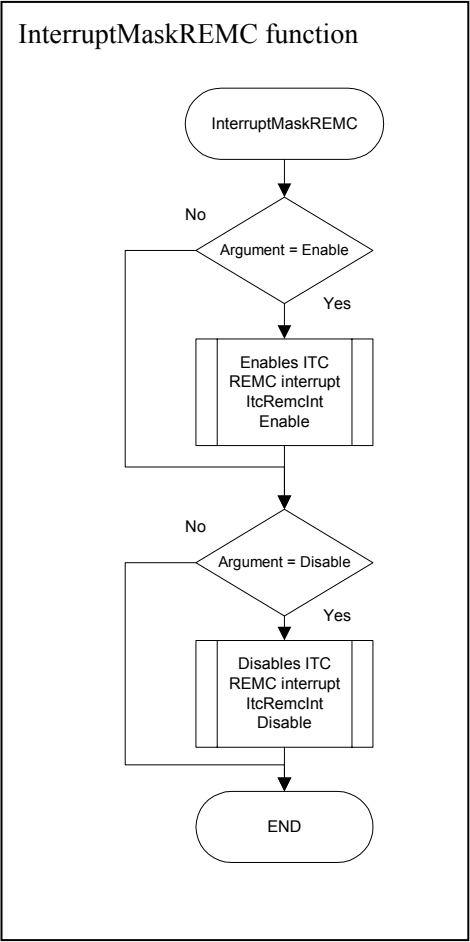 InterruptMaskREMC function
InterruptMaskREMC
No
Argument = Enable
Yes
Enables ITC
REMC interrupt
ItcRemcInt
Enable
No
Argument = Disable
Yes
Disables ITC
REMC interrupt
ItcRemcInt
Disable
END